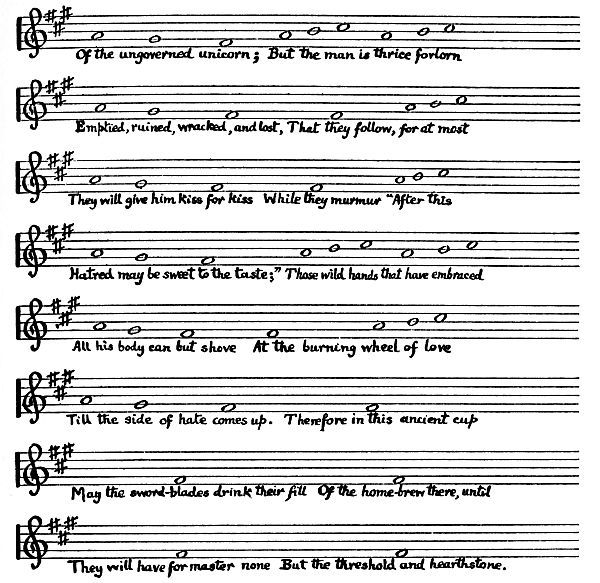 Of the ungoverned unicorn; But the man is thrice forlorn
Emptied, ruined, wracked, and lost, That they follow, for at most
They will give him kiss for kiss While they murmur "After this
Hatred may be sweet to the taste;" Those wild hands that have embraced
All his body can but shove At the burning wheel of love
Till the side of hate comes up. Therefore in this ancient cup
May the sword-blades drink their fill Of the home-brew there, until
They will have for master none But the threshold and hearthstone.